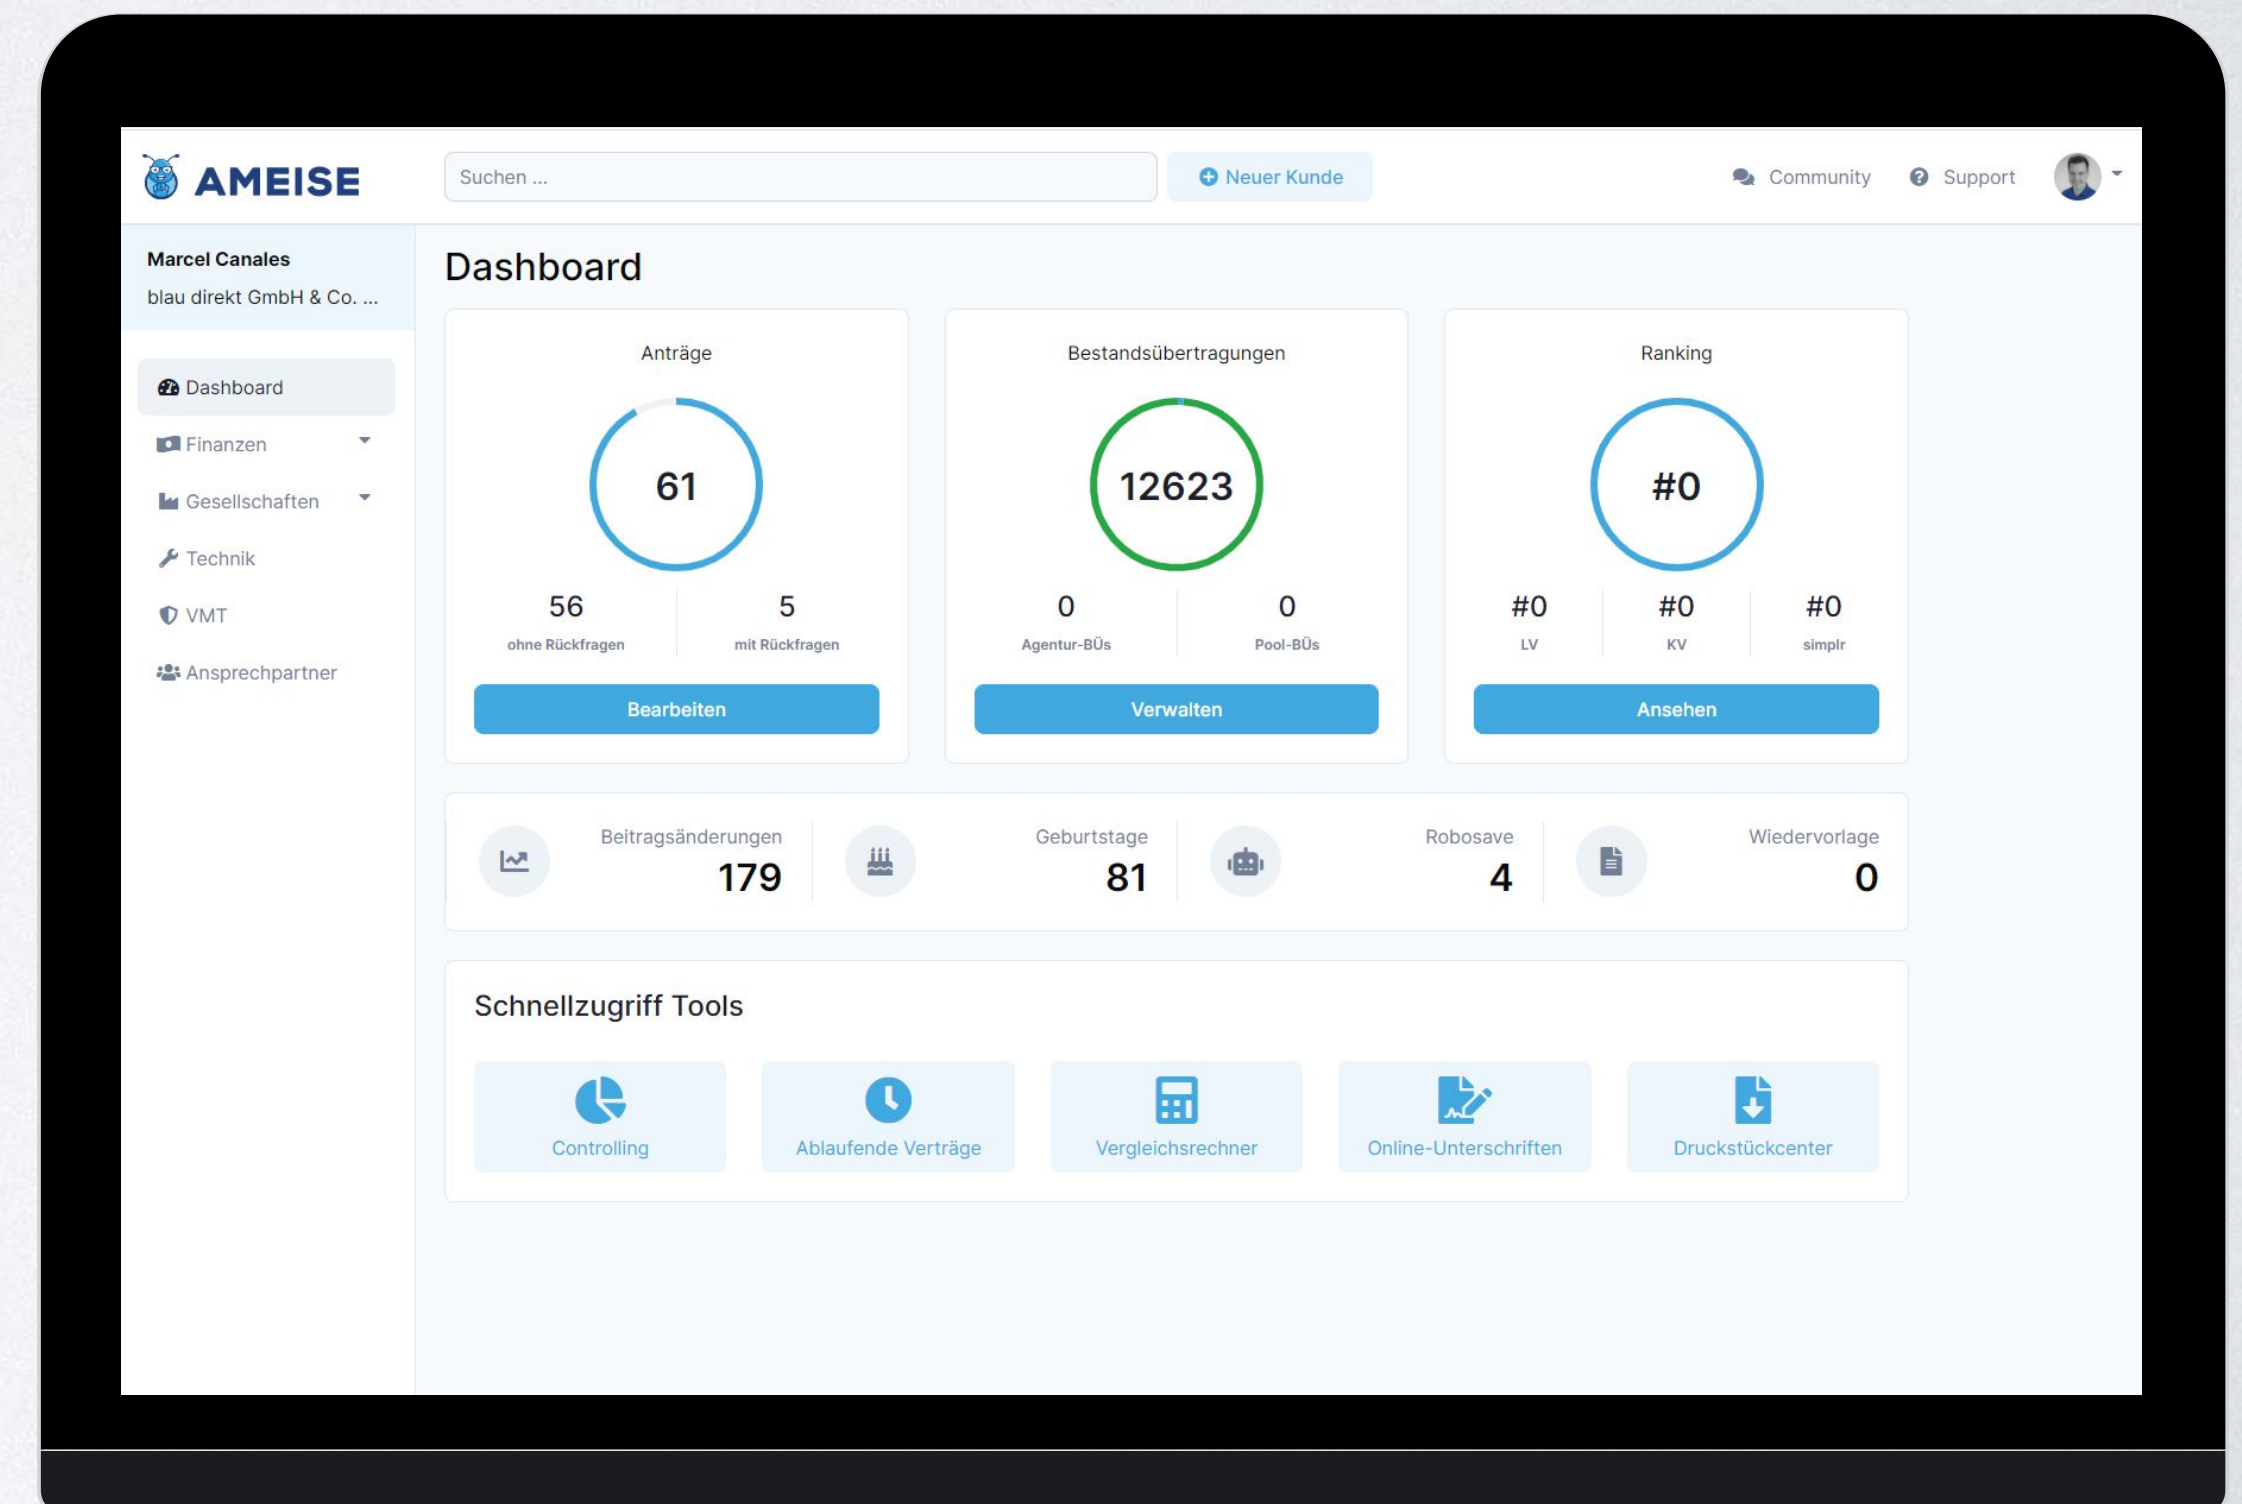 AMEISE
Suchen ...
Neuer Kunde
Community
Support
Marcel Canales
blau direkt GmbH & Co. ...
Dashboard
Finanzen
Gesellschaften
Technik
VMT
Ansprechpartner
Dashboard
Anträge
61
56
ohne Rückfragen
5
mit Rückfragen
Bearbeiten
Bestandsübertragungen
12623
0
Agentur-BÜs
0
Pool-BÜs
Verwalten
Ranking
#0
#0
LV
#0
KV
#0
simplr
Ansehen
Beitragsänderungen
179
Geburtstage
81
Robosave
4
Wiedervorlage
0
Schnellzugriff Tools
Controlling
Ablaufende Verträge
Vergleichsrechner
Online-Unterschriften
Druckstückcenter